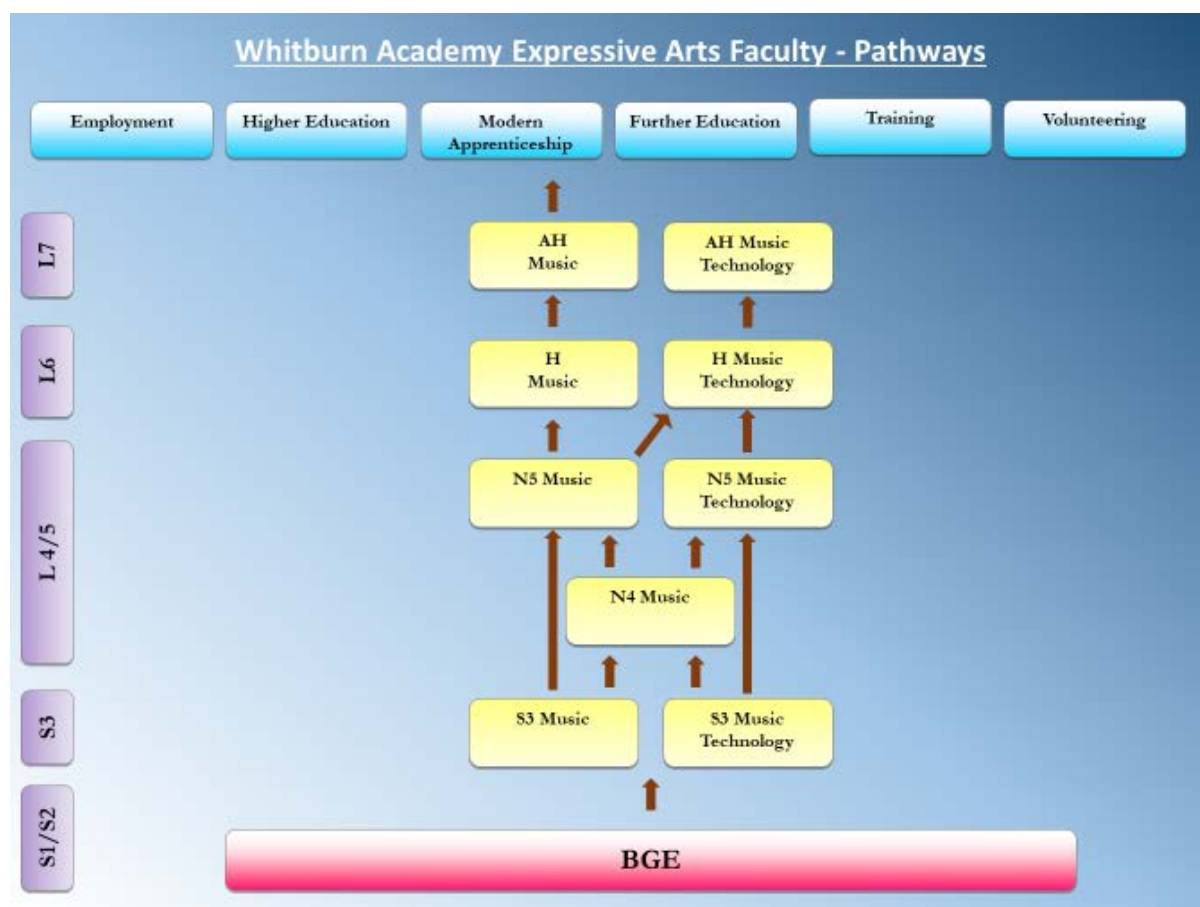 Whitburn Academy Expressive Arts Faculty - Pathways
Employment
Higher Education
Modern
Apprenticeship
Further Education
Training
Volunteering
L7
AH
Music
AH Music
Technology
L6
H
Music
H Music
Technology
L 4/5
N5 Music
N5 Music
Technology
N4 Music
S3
S3 Music
S3 Music
Technology
S1/S2
BGE